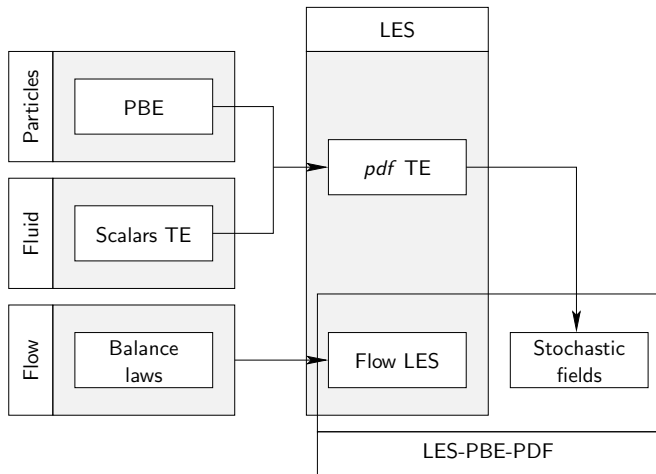 LES
Particles
PBE
pdf TE
Fluid
Scalars TE
Flow
Balance
laws
Flow LES
Stochastic
fields
LES-PBE-PDF